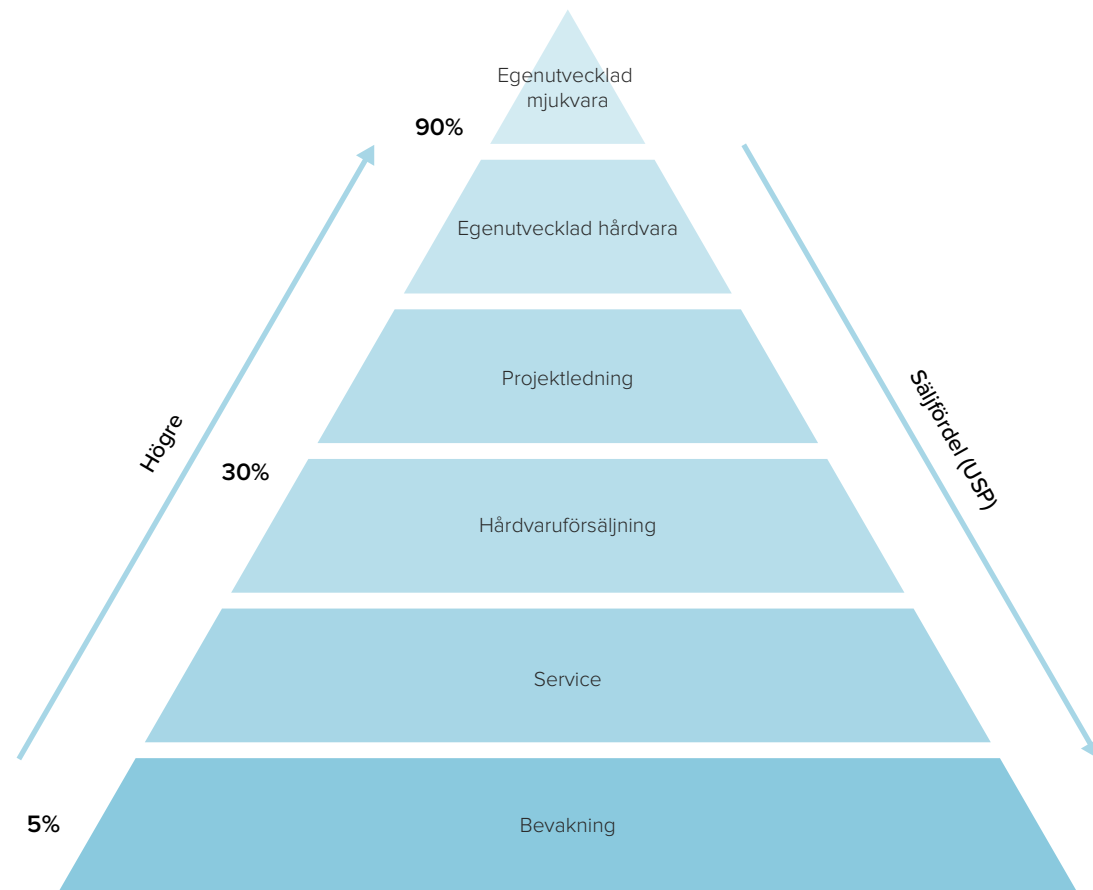 Egenutvecklad
mjukvara
90%
Egenutvecklad hårdvara
Projektledning
Högre
Säljfördel (USP)
30%
Hårdvaruförsäljning
Service
5%
Bevakning